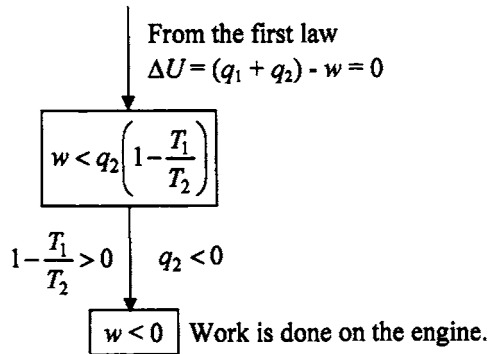 From the first law
ΔU = (q₁ + q₂) - w = 0
w < q₂(1 - T₁/T₂)
1 - T₁/T₂ > 0 q₂ < 0
w < 0 Work is done on the engine.